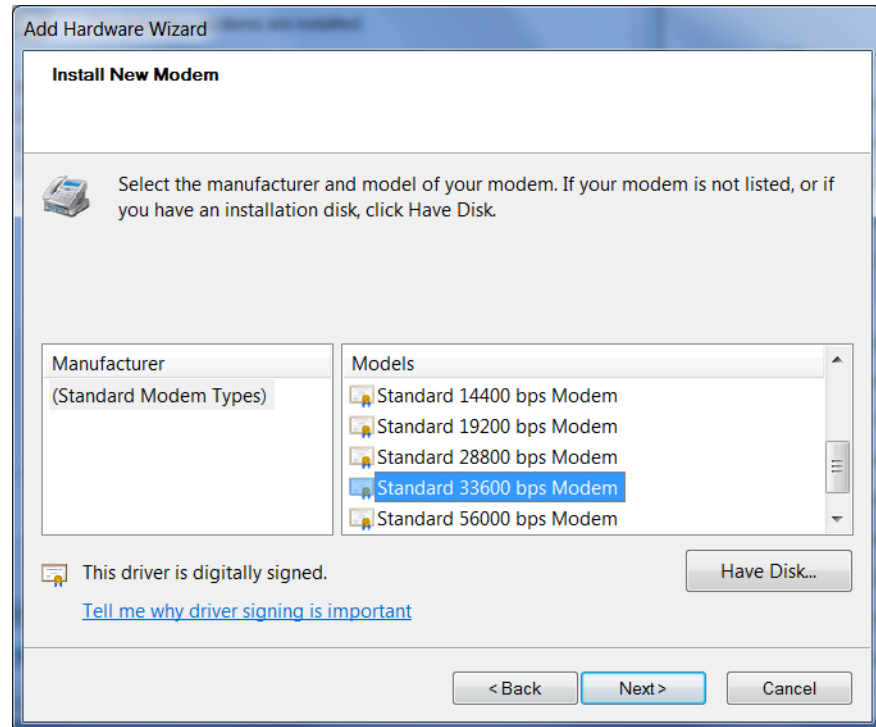 Add Hardware Wizard
Install New Modem
Select the manufacturer and model of your modem. If your modem is not listed, or if
you have an installation disk, click Have Disk.
Manufacturer
(Standard Modem Types)
Models
Standard 14400 bps Modem
Standard 19200 bps Modem
Standard 28800 bps Modem
Standard 33600 bps Modem
Standard 56000 bps Modem
This driver is digitally signed.
Have Disk...
Tell me why driver signing is important
< Back
Next >
Cancel